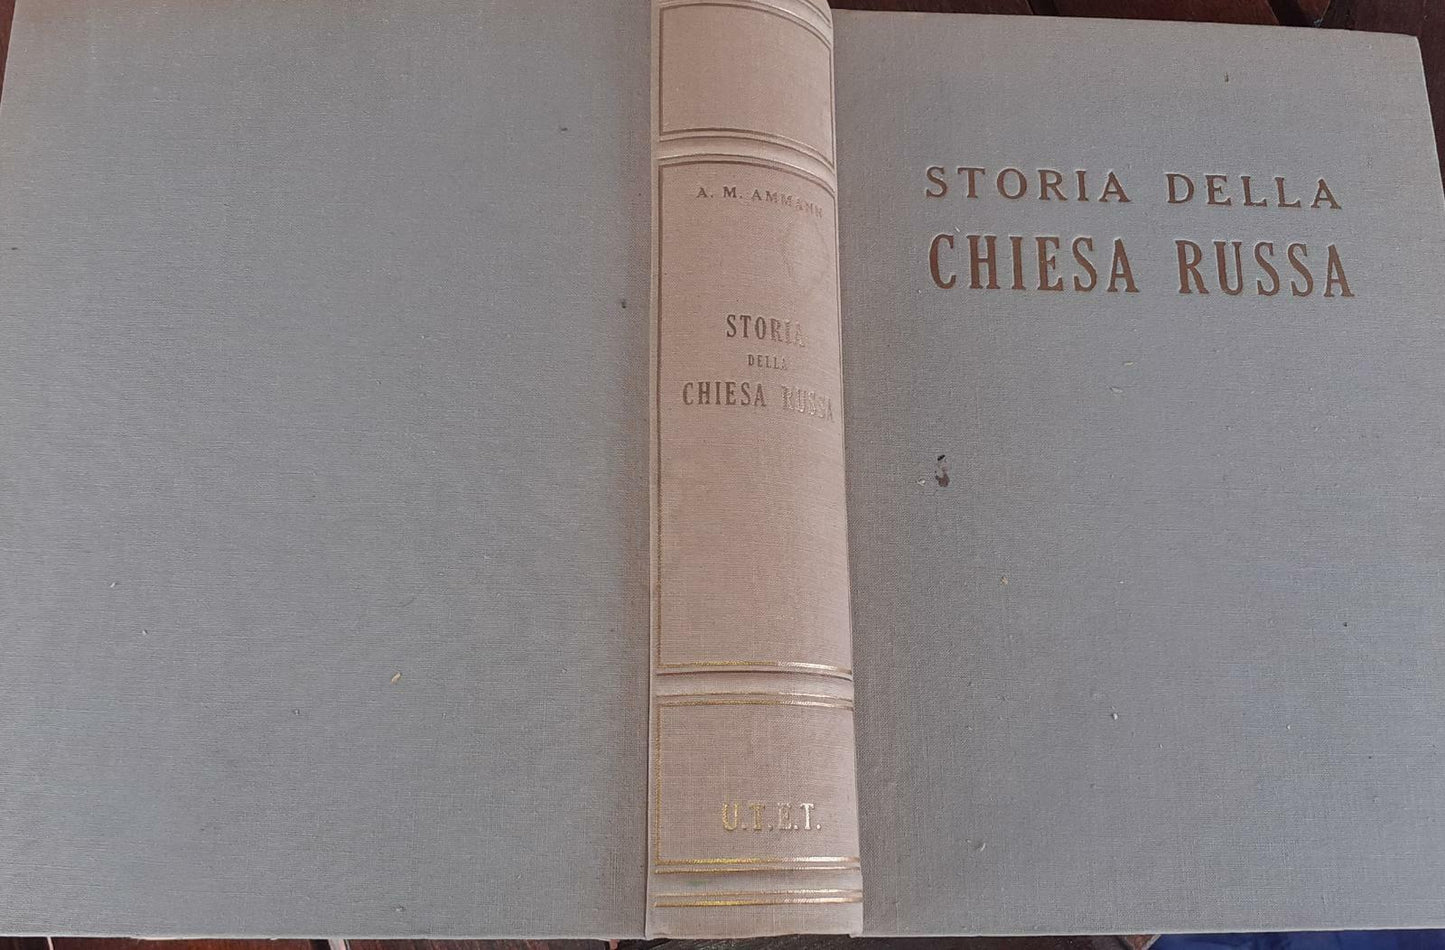 A. M. AMMANN
STORIA
DELLA
CHIESA RUSSA
U.T.E.T.
STORIA DELLA
CHIESA RUSSA